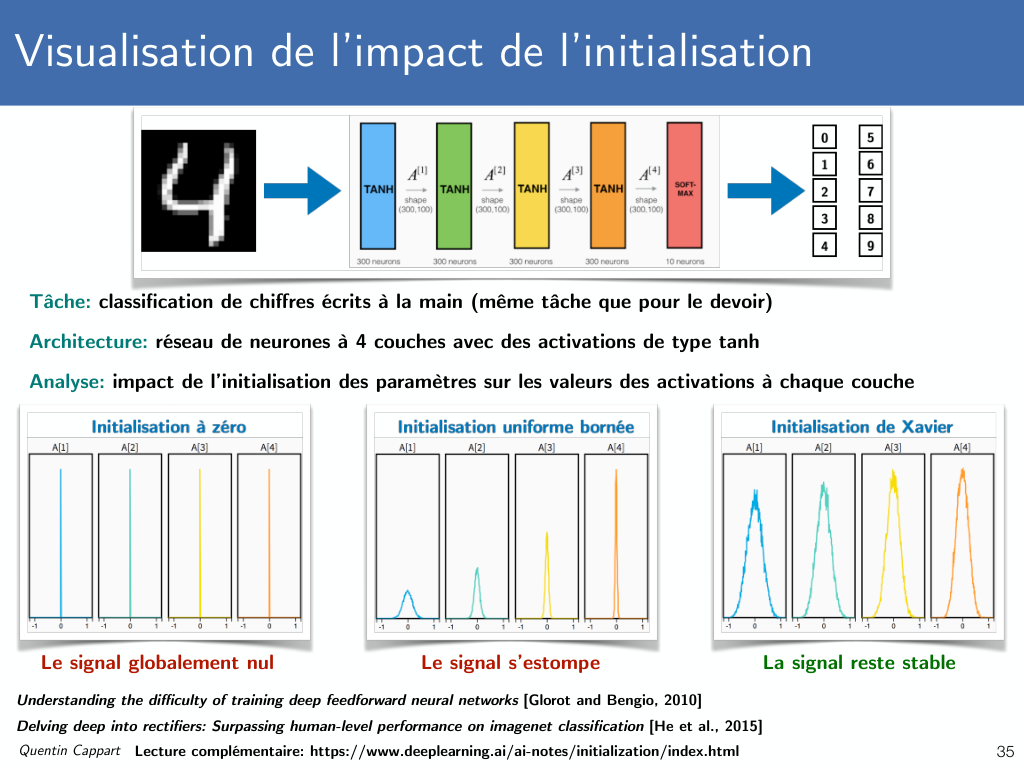 Visualisation de l'impact de l'initialisation
TANH A[1] shape (300,100) 300 neurons
TANH A[2] shape (300,100) 300 neurons
TANH A[3] shape (300,100) 300 neurons
TANH A[4] shape (300,100) 300 neurons
SOFT-MAX 10 neurons
0 5
1 6
2 7
3 8
4 9
Tâche: classification de chiffres écrits à la main (même tâche que pour le devoir)
Architecture: réseau de neurones à 4 couches avec des activations de type tanh
Analyse: impact de l'initialisation des paramètres sur les valeurs des activations à chaque couche
Initialisation à zéro
A[1] A[2] A[3] A[4]
-1 0 1 -1 0 1 -1 0 1 -1 0 1
Le signal globalement nul
Initialisation uniforme bornée
A[1] A[2] A[3] A[4]
-1 0 1 -1 0 1 -1 0 1 -1 0 1
Le signal s'estompe
Initialisation de Xavier
A[1] A[2] A[3] A[4]
-1 0 1 -1 0 1 -1 0 1 -1 0 1
La signal reste stable
Understanding the difficulty of training deep feedforward neural networks [Glorot and Bengio, 2010]
Delving deep into rectifiers: Surpassing human-level performance on imagenet classification [He et al., 2015]
Quentin Cappart Lecture complémentaire: https://www.deeplearning.ai/ai-notes/initialization/index.html
35